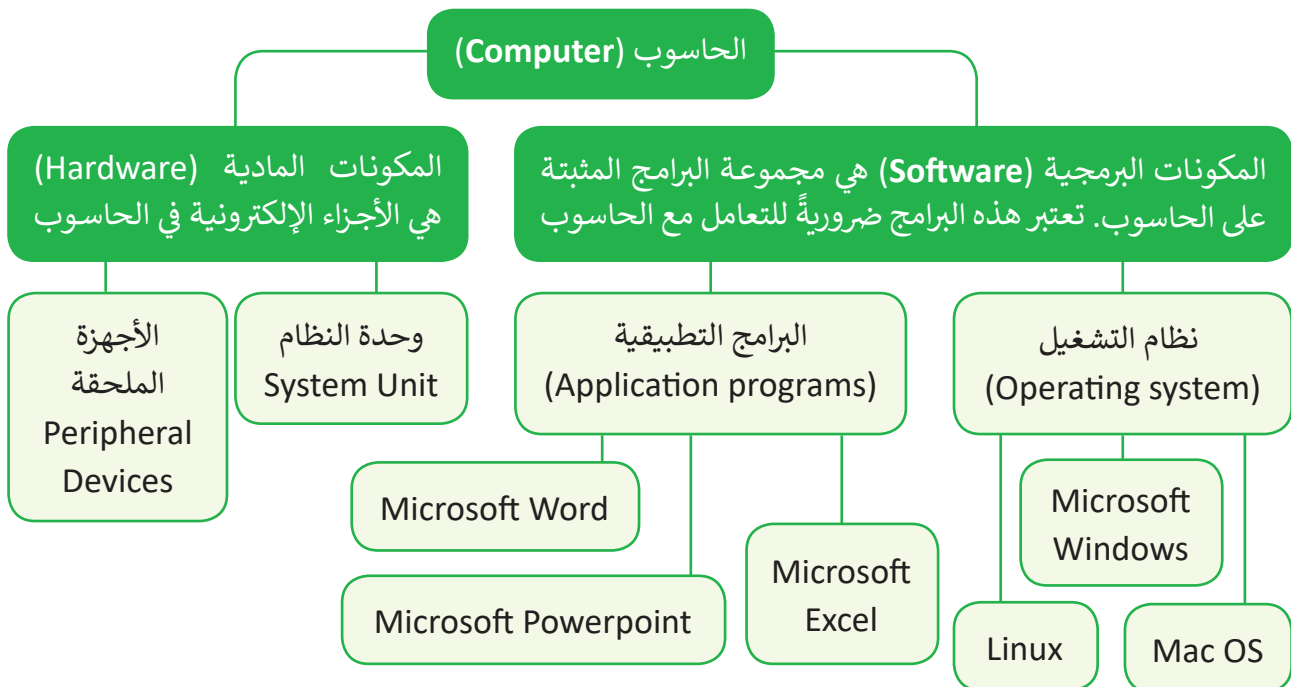 الحاسوب (Computer)
المكونات البرمجية (Software) هي مجموعة البرامج المثبتة
على الحاسوب. تعتبر هذه البرامج ضروريةً للتعامل مع الحاسوب
المكونات المادية (Hardware)
هي الأجزاء الإلكترونية في الحاسوب
نظام التشغيل
(Operating system)
البرامج التطبيقية
(Application programs)
وحدة النظام
System Unit
الأجهزة
الملحقة
Peripheral
Devices
Microsoft
Windows
Mac OS
Linux
Microsoft Word
Microsoft
Excel
Microsoft Powerpoint